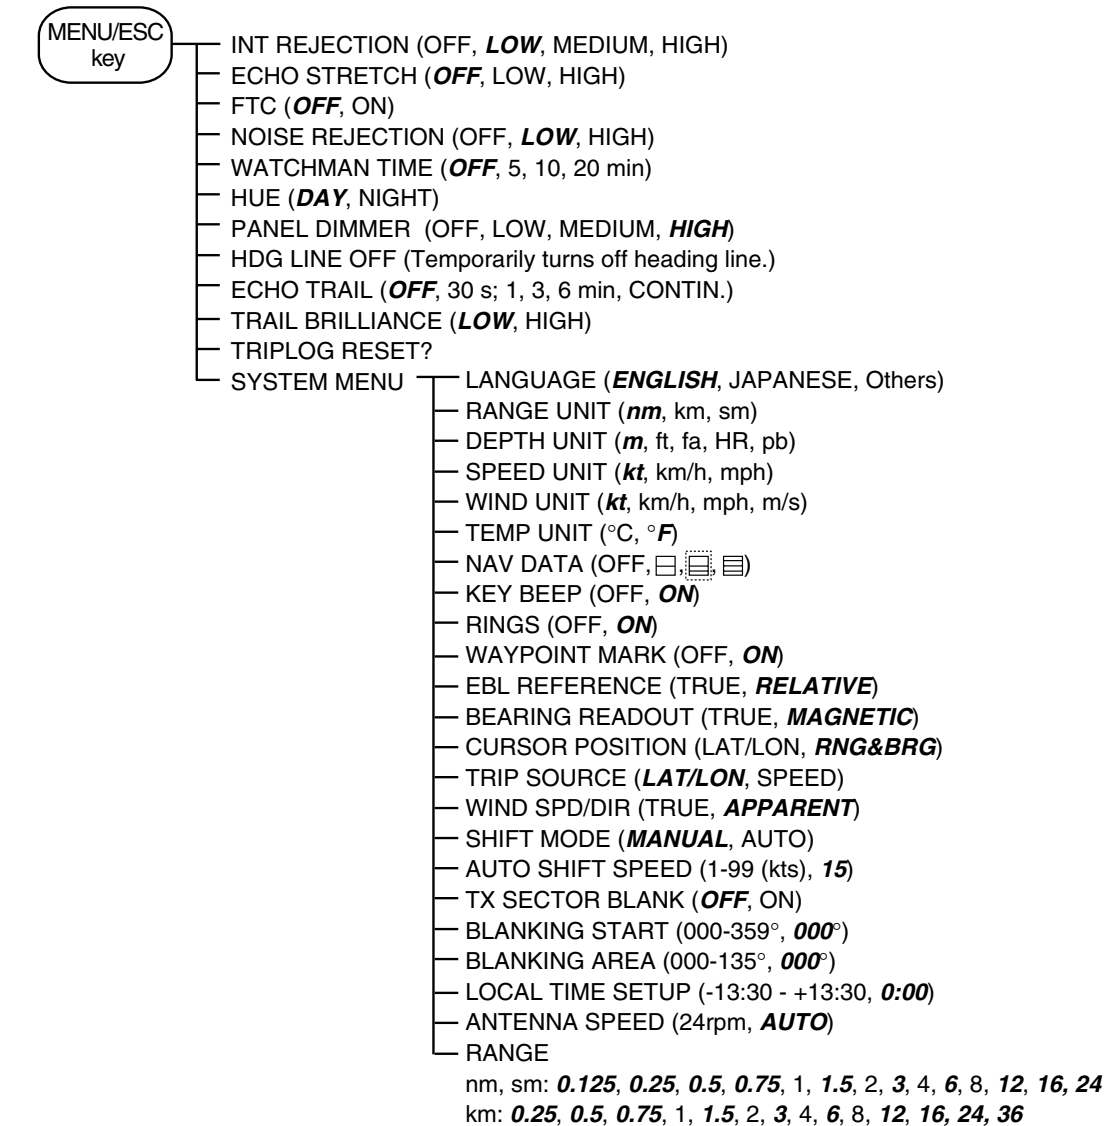 MENU/ESC
key
INT REJECTION (OFF, LOW, MEDIUM, HIGH)
ECHO STRETCH (OFF, LOW, HIGH)
FTC (OFF, ON)
NOISE REJECTION (OFF, LOW, HIGH)
WATCHMAN TIME (OFF, 5, 10, 20 min)
HUE (DAY, NIGHT)
PANEL DIMMER (OFF, LOW, MEDIUM, HIGH)
HDG LINE OFF (Temporarily turns off heading line.)
ECHO TRAIL (OFF, 30 s; 1, 3, 6 min, CONTIN.)
TRAIL BRILLIANCE (LOW, HIGH)
TRIPLOG RESET?
SYSTEM MENU
LANGUAGE (ENGLISH, JAPANESE, Others)
RANGE UNIT (nm, km, sm)
DEPTH UNIT (m, ft, fa, HR, pb)
SPEED UNIT (kt, km/h, mph)
WIND UNIT (kt, km/h, mph, m/s)
TEMP UNIT (°C, °F)
NAV DATA (OFF, , , )
KEY BEEP (OFF, ON)
RINGS (OFF, ON)
WAYPOINT MARK (OFF, ON)
EBL REFERENCE (TRUE, RELATIVE)
BEARING READOUT (TRUE, MAGNETIC)
CURSOR POSITION (LAT/LON, RNG&BRG)
TRIP SOURCE (LAT/LON, SPEED)
WIND SPD/DIR (TRUE, APPARENT)
SHIFT MODE (MANUAL, AUTO)
AUTO SHIFT SPEED (1-99 (kts), 15)
TX SECTOR BLANK (OFF, ON)
BLANKING START (000-359°, 000°)
BLANKING AREA (000-135°, 000°)
LOCAL TIME SETUP (-13:30 - +13:30, 0:00)
ANTENNA SPEED (24rpm, AUTO)
RANGE
nm, sm: 0.125, 0.25, 0.5, 0.75, 1, 1.5, 2, 3, 4, 6, 8, 12, 16, 24
km: 0.25, 0.5, 0.75, 1, 1.5, 2, 3, 4, 6, 8, 12, 16, 24, 36